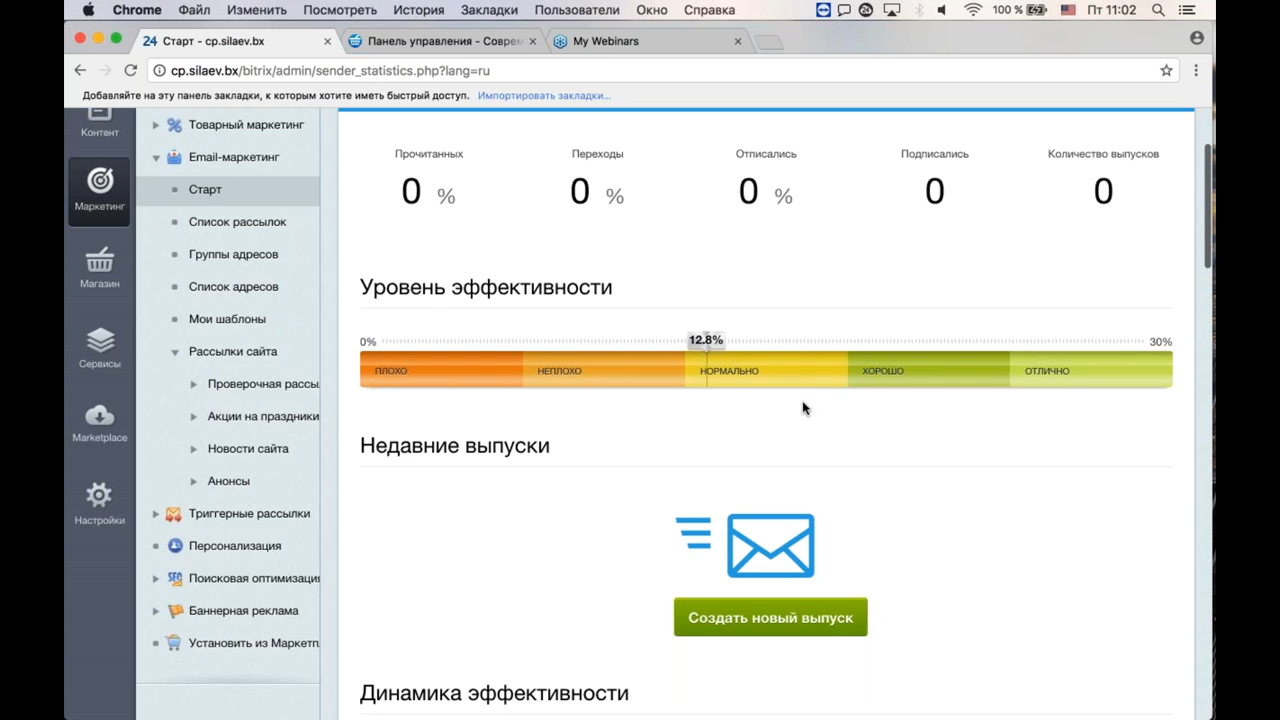 Chrome Файл Изменить Посмотреть История Закладки Пользователи Окно Справка 100 % Пт 11:02
24 Старт - cp.silaev.bx × Панель управления - Соврем × My Webinars ×
cp.silaev.bx/bitrix/admin/sender_statistics.php?lang=ru
Добавляйте на эту панель закладки, к которым хотите иметь быстрый доступ. Импортировать закладки...
Контент
Маркетинг
Магазин
Сервисы
Marketplace
Настройки
Товарный маркетинг
Email-маркетинг
Старт
Список рассылок
Группы адресов
Список адресов
Мои шаблоны
Рассылки сайта
Проверочная рассы
Акции на праздники
Новости сайта
Анонсы
Триггерные рассылки
Персонализация
SEO Поисковая оптимизаци
Баннерная реклама
Установить из Маркетп
Прочитанных Переходы Отписались Подписались Количество выпусков
0 % 0 % 0 % 0 0
Уровень эффективности
0% 12.8% 30%
ПЛОХО НЕПЛОХО НОРМАЛЬНО ХОРОШО ОТЛИЧНО
Недавние выпуски
Создать новый выпуск
Динамика эффективности